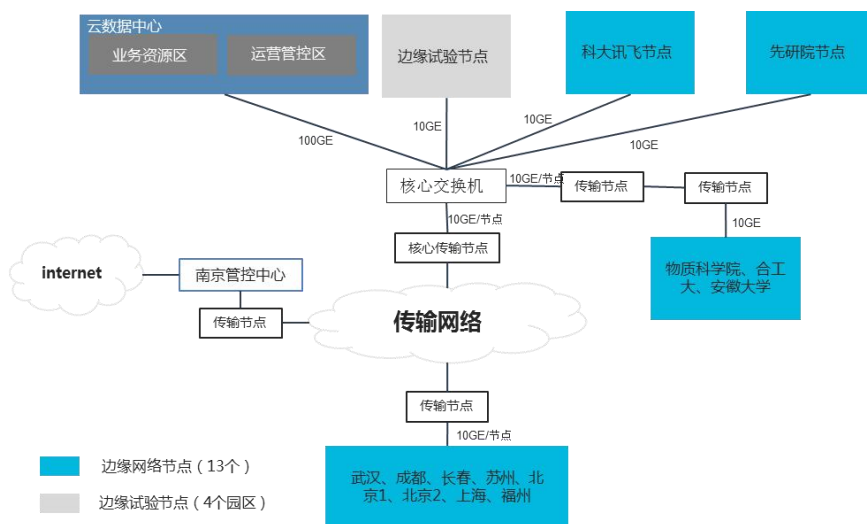 云数据中心
业务资源区
运营管控区
边缘试验节点
科大讯飞节点
先研院节点
100GE
10GE
10GE
10GE
核心交换机
10GE/节点
传输节点
传输节点
10GE/节点
10GE
核心传输节点
物质科学院、合工
大、安徽大学
internet
南京管控中心
传输节点
传输网络
传输节点
10GE/节点
武汉、成都、长春、苏州、北
京1、北京2、上海、福州
边缘网络节点（13个）
边缘试验节点（4个园区）